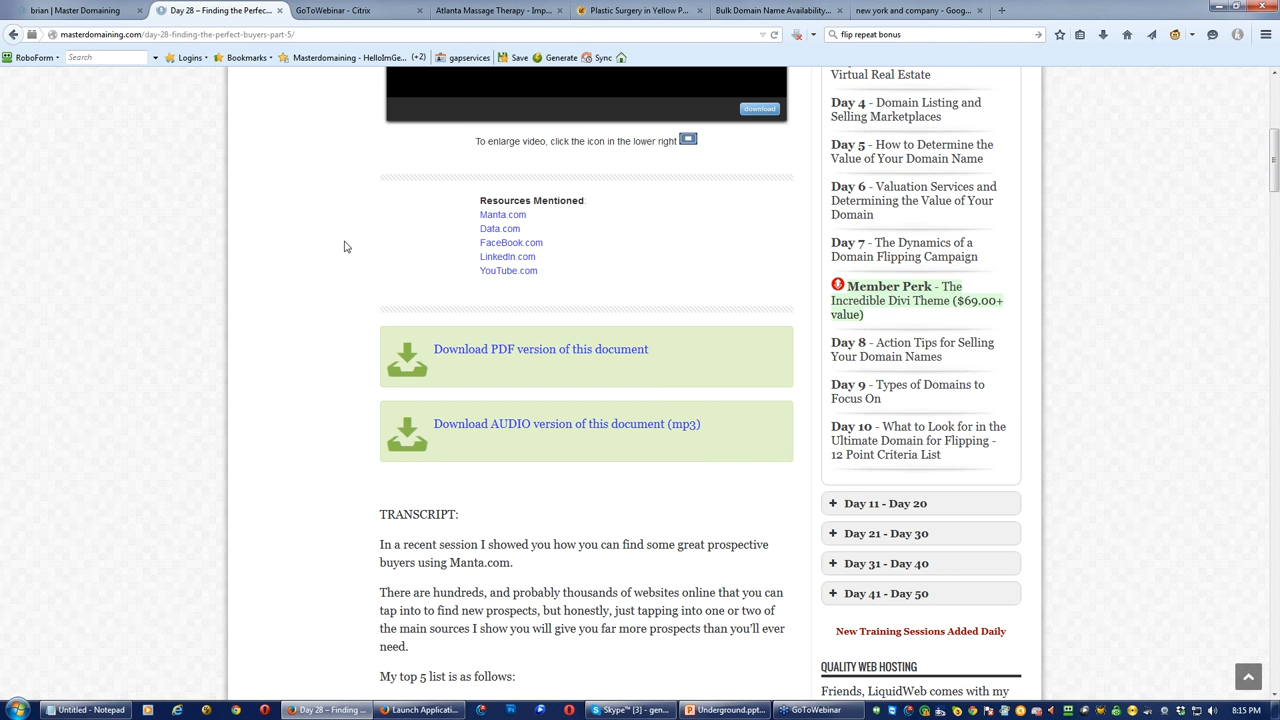 brian | Master Domaining
Day 28 – Finding the Perfec...
GoToWebinar - Citrix
Atlanta Massage Therapy - Imp...
Plastic Surgery in Yellow P...
Bulk Domain Name Availability...
new york and company - Goog...
masterdomaining.com/day-28-finding-the-perfect-buyers-part-5/
flip repeat bonus
RoboForm
Search
Logins
Bookmarks
Masterdomaining - HelloImGe...
(+2)
gapservices
Save
Generate
Sync
download
To enlarge video, click the icon in the lower right
Resources Mentioned:
Manta.com
Data.com
FaceBook.com
LinkedIn.com
YouTube.com
Download PDF version of this document
Download AUDIO version of this document (mp3)
TRANSCRIPT:
In a recent session I showed you how you can find some great prospective
buyers using Manta.com.
There are hundreds, and probably thousands of websites online that you can
tap into to find new prospects, but honestly, just tapping into one or two of
the main sources I show you will give you far more prospects than you'll ever
need.
My top 5 list is as follows:
Virtual Real Estate
Day 4 - Domain Listing and
Selling Marketplaces
Day 5 - How to Determine the
Value of Your Domain Name
Day 6 - Valuation Services and
Determining the Value of Your
Domain
Day 7 - The Dynamics of a
Domain Flipping Campaign
Member Perk - The
Incredible Divi Theme ($69.00+
value)
Day 8 - Action Tips for Selling
Your Domain Names
Day 9 - Types of Domains to
Focus On
Day 10 - What to Look for in the
Ultimate Domain for Flipping -
12 Point Criteria List
Day 11 - Day 20
Day 21 - Day 30
Day 31 - Day 40
Day 41 - Day 50
New Training Sessions Added Daily
QUALITY WEB HOSTING
Friends, LiquidWeb comes with my
Untitled - Notepad
Day 28 – Finding ...
Launch Applicati...
Skype™ [3] - gen...
Underground.ppt...
GoToWebinar
8:15 PM